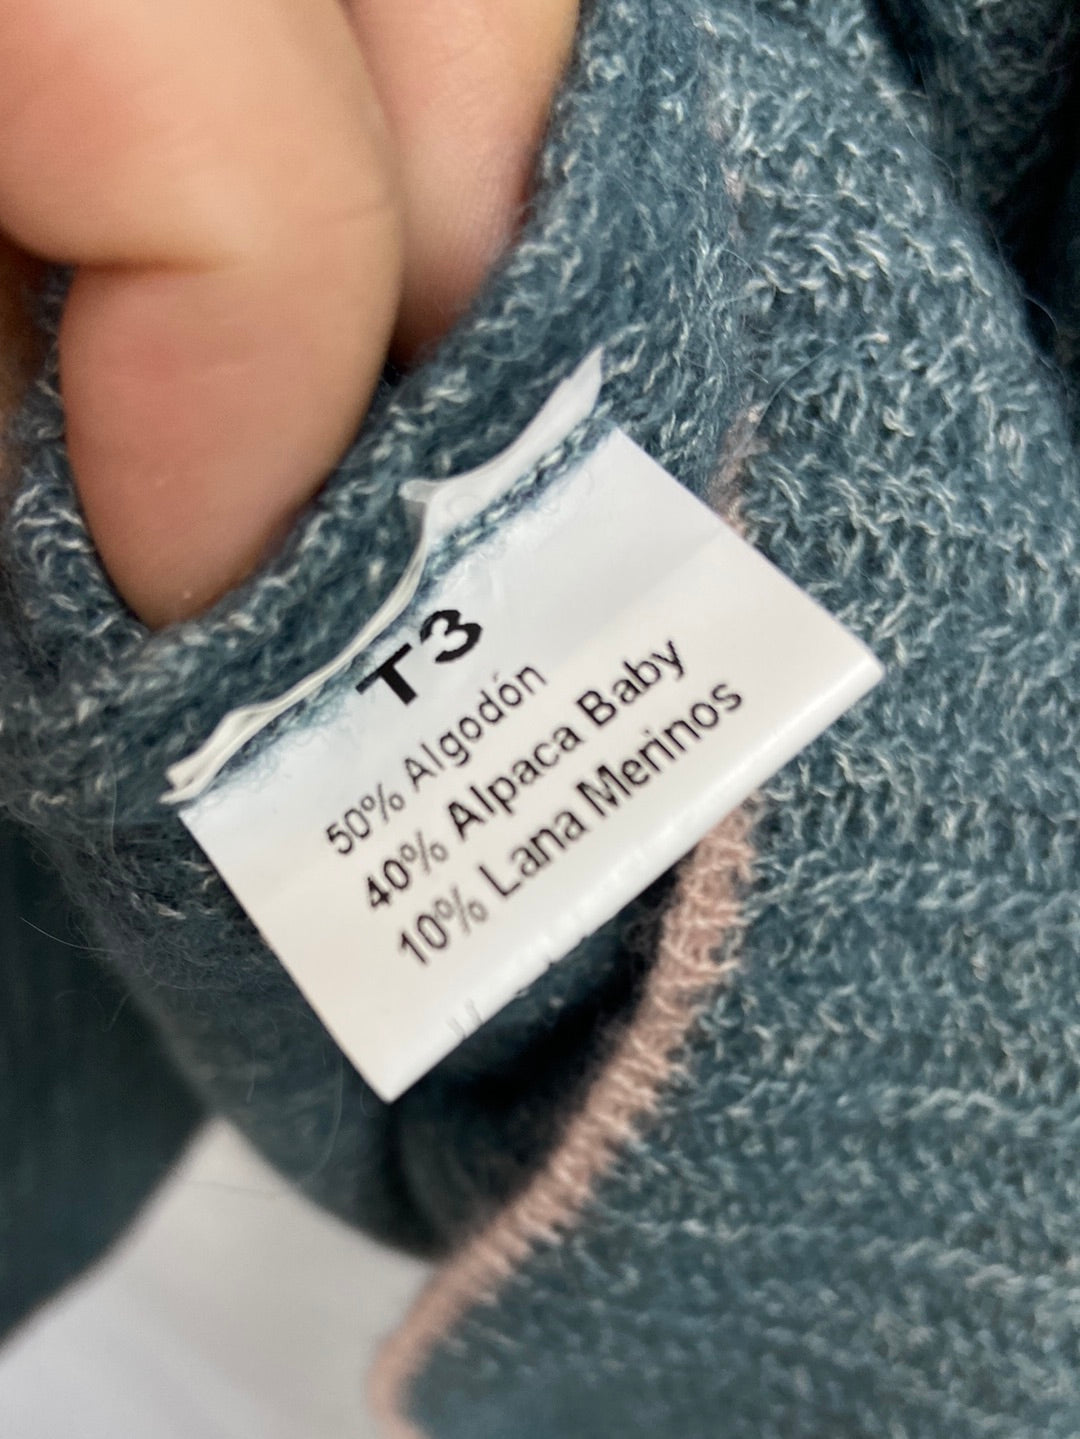 T3
50% Algodón
40% Alpaca Baby
10% Lana Merinos